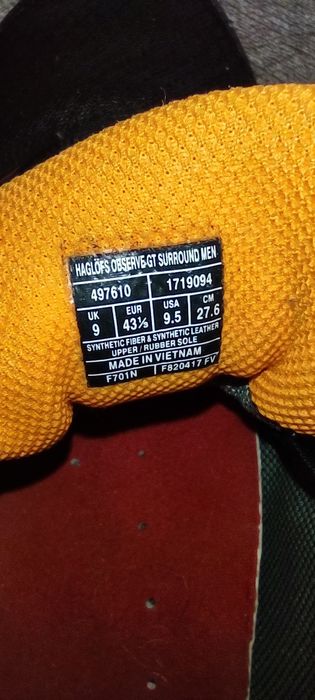 HAGLÖFS OBSERVE GT SURROUND MEN
497610 1719094
UK EUR USA CM
9 43⅓ 9.5 27.6
SYNTHETIC FIBER & SYNTHETIC LEATHER
UPPER / RUBBER SOLE
MADE IN VIETNAM
F701N F820417 FV